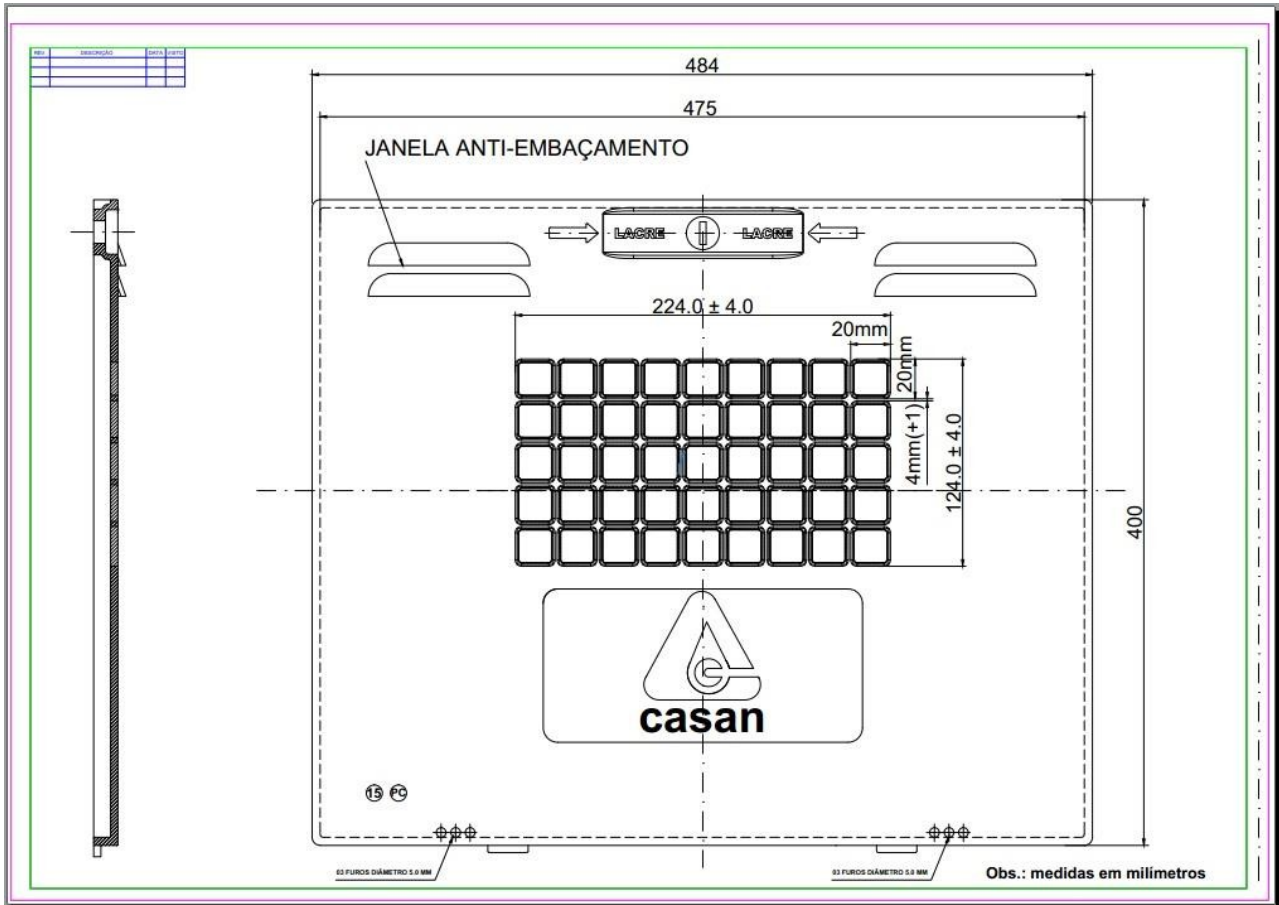 REV. DESCRIÇÃO DATA VISTO
484
475
JANELA ANTI-EMBAÇAMENTO
LACRE LACRE
224.0 ± 4.0
20mm
20mm
4mm(+1)
124.0 ± 4.0
400
casan
15 PC
03 FUROS DIÂMETRO 5.0 MM
03 FUROS DIÂMETRO 5.0 MM
Obs.: medidas em milímetros